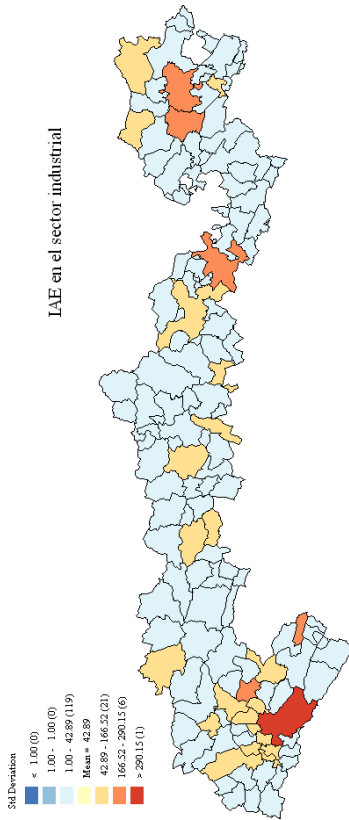 IAE en el sector industrial
Std Deviation
< 1.00 (0)
1.00 - 1.00 (0)
1.00 - 42.89 (119)
Mean = 42.89
42.89 - 166.52 (21)
166.52 - 290.15 (6)
> 290.15 (1)